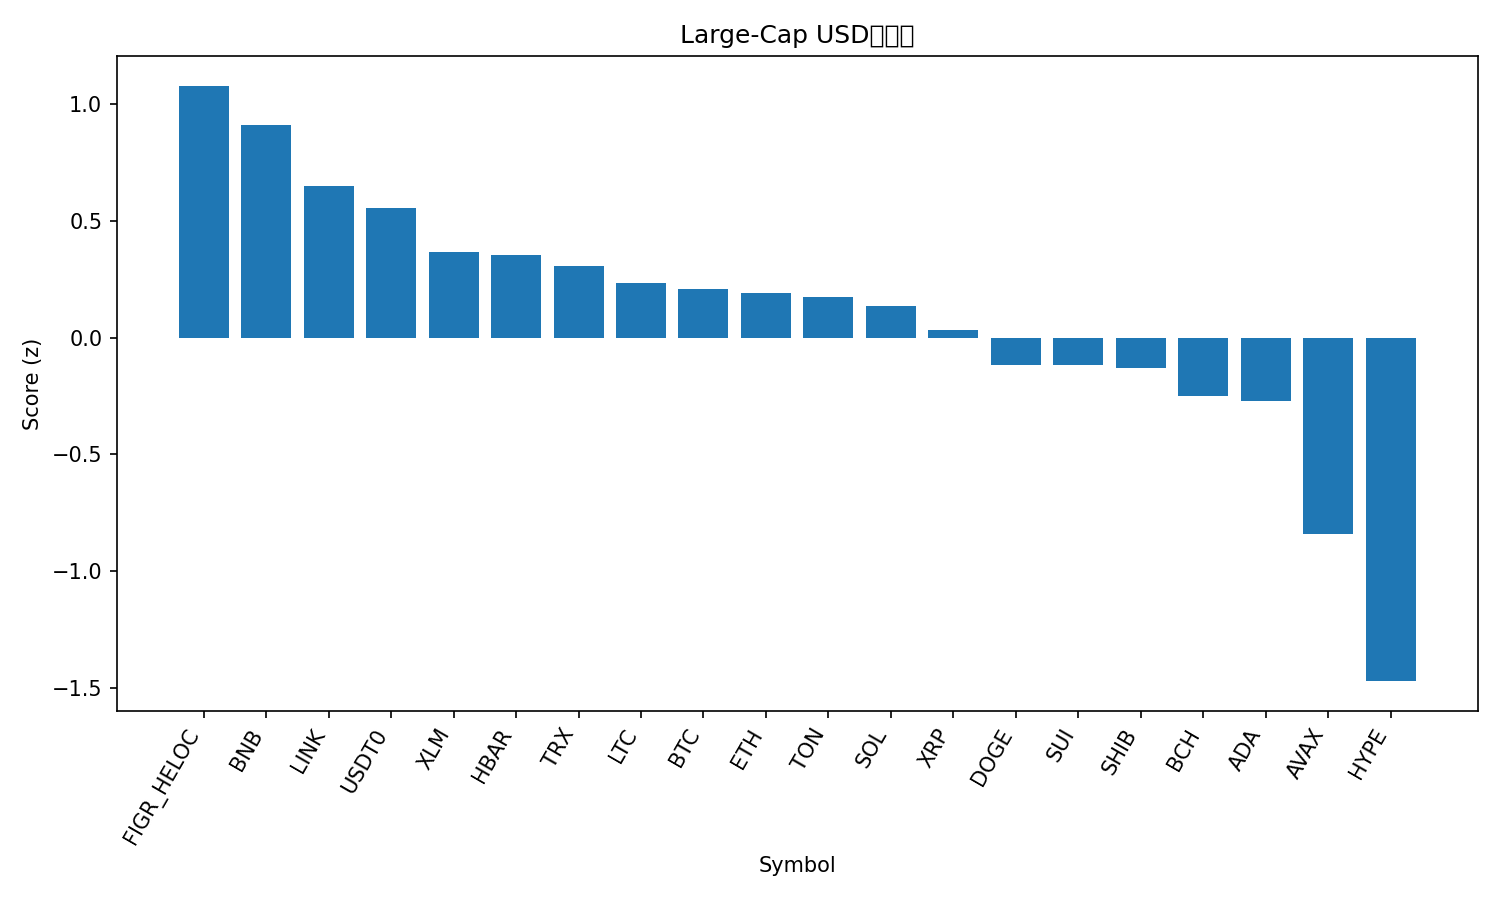 Large-Cap USD
1.0
0.5
0.0
−0.5
−1.0
−1.5
Score (z)
FIGR_HELOC
BNB
LINK
USDT0
XLM
HBAR
TRX
LTC
BTC
ETH
TON
SOL
XRP
DOGE
SUI
SHIB
BCH
ADA
AVAX
HYPE
Symbol